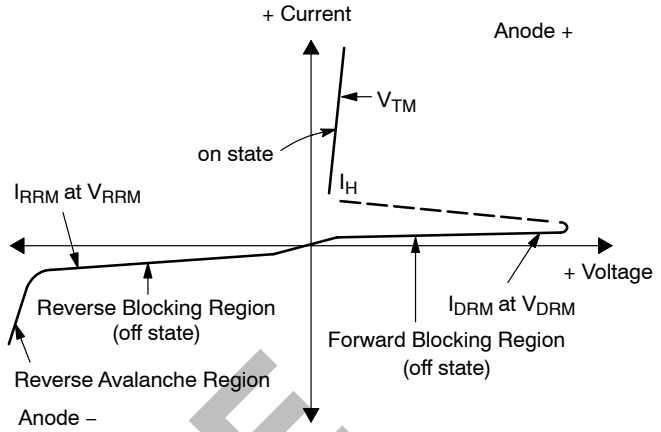 + Current
Anode +
VTM
on state
IH
IRRM at VRRM
+ Voltage
IDRM at VDRM
Reverse Blocking Region
(off state)
Forward Blocking Region
(off state)
Reverse Avalanche Region
Anode −